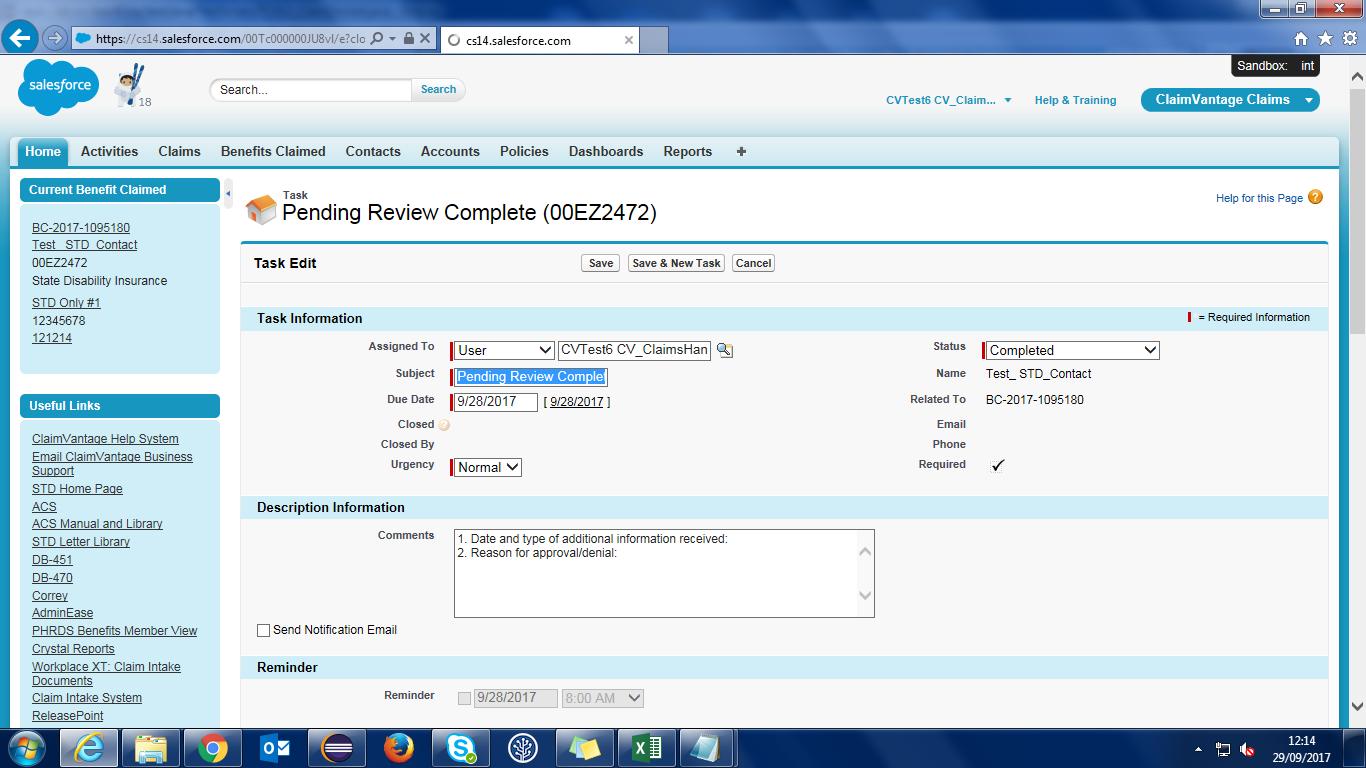 https://cs14.salesforce.com/00Tc000000JU8vI/e?clo
cs14.salesforce.com
Sandbox: int
salesforce
18
Search...
Search
CVTest6 CV_Claim...
Help & Training
ClaimVantage Claims
Home
Activities
Claims
Benefits Claimed
Contacts
Accounts
Policies
Dashboards
Reports
+
Current Benefit Claimed
BC-2017-1095180
Test_ STD_Contact
00EZ2472
State Disability Insurance
STD Only #1
12345678
121214
Useful Links
ClaimVantage Help System
Email ClaimVantage Business
Support
STD Home Page
ACS
ACS Manual and Library
STD Letter Library
DB-451
DB-470
Correy
AdminEase
PHRDS Benefits Member View
Crystal Reports
Workplace XT: Claim Intake
Documents
Claim Intake System
ReleasePoint
Task
Pending Review Complete (00EZ2472)
Help for this Page
Task Edit
Save
Save & New Task
Cancel
Task Information
= Required Information
Assigned To
User
CVTest6 CV_ClaimsHan
Status
Completed
Subject
Pending Review Complet
Name
Test_ STD_Contact
Due Date
9/28/2017
[ 9/28/2017 ]
Related To
BC-2017-1095180
Closed
Email
Closed By
Phone
Urgency
Normal
Required
Description Information
Comments
1. Date and type of additional information received:
2. Reason for approval/denial:
Send Notification Email
Reminder
Reminder
9/28/2017
8:00 AM
12:14
29/09/2017